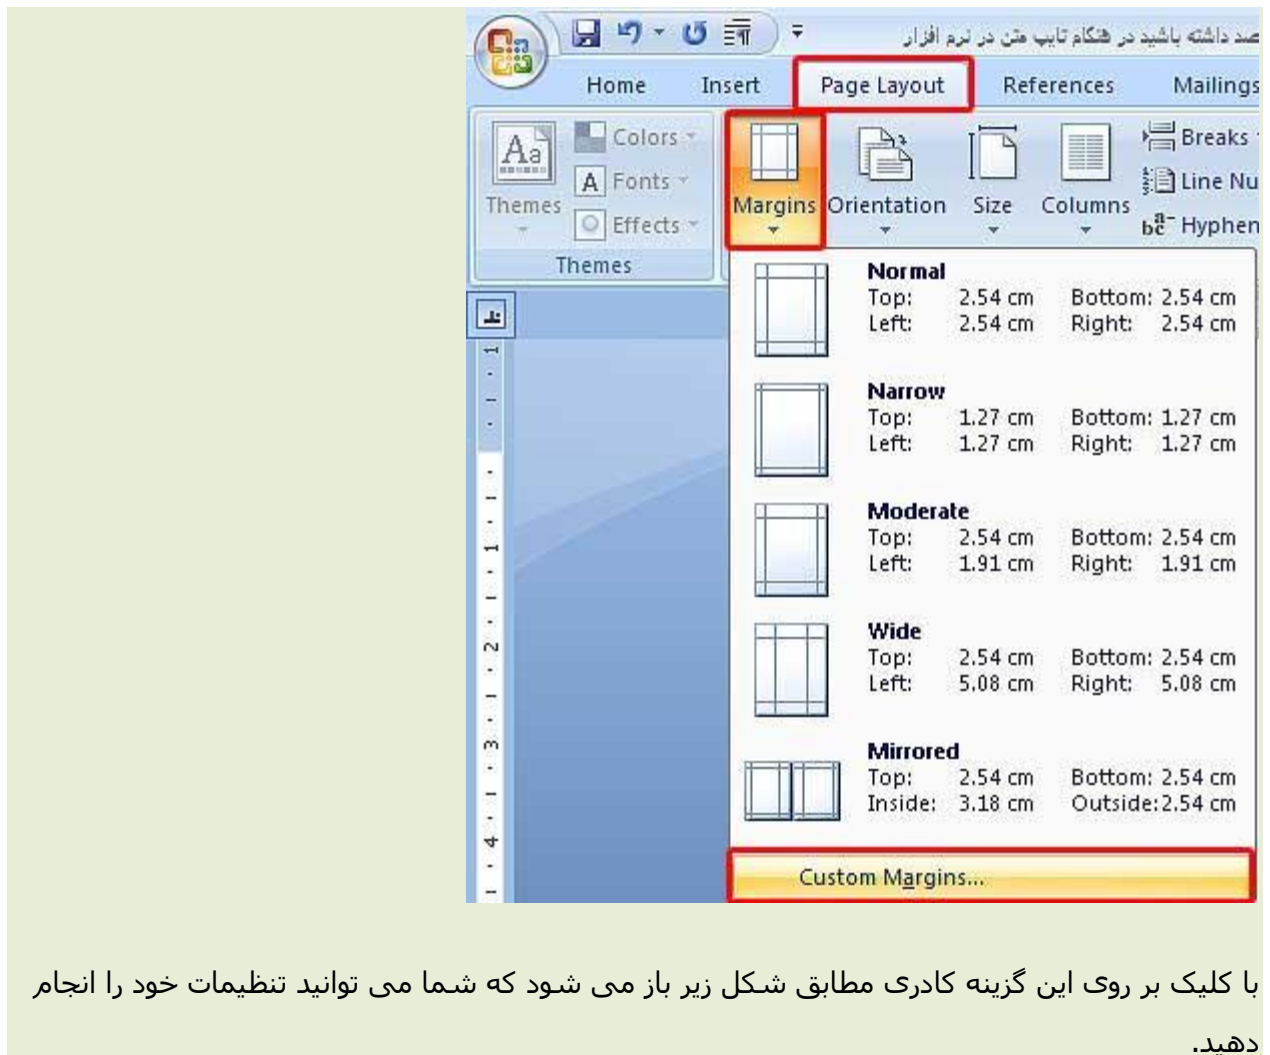 صد داشته باشید در هنگام تایپ متن در نرم افزار
Home Insert Page Layout References Mailings
Colors
Fonts
Effects
Themes
Margins Orientation Size Columns
Breaks
Line Nu
Hyphen
Themes
Normal
Top: 2.54 cm Bottom: 2.54 cm
Left: 2.54 cm Right: 2.54 cm
Narrow
Top: 1.27 cm Bottom: 1.27 cm
Left: 1.27 cm Right: 1.27 cm
Moderate
Top: 2.54 cm Bottom: 2.54 cm
Left: 1.91 cm Right: 1.91 cm
Wide
Top: 2.54 cm Bottom: 2.54 cm
Left: 5.08 cm Right: 5.08 cm
Mirrored
Top: 2.54 cm Bottom: 2.54 cm
Inside: 3.18 cm Outside: 2.54 cm
Custom Margins...
1
1
2
3
4
با کلیک بر روی این گزینه کادری مطابق شکل زیر باز می شود که شما می توانید تنظیمات خود را انجام
دهید.